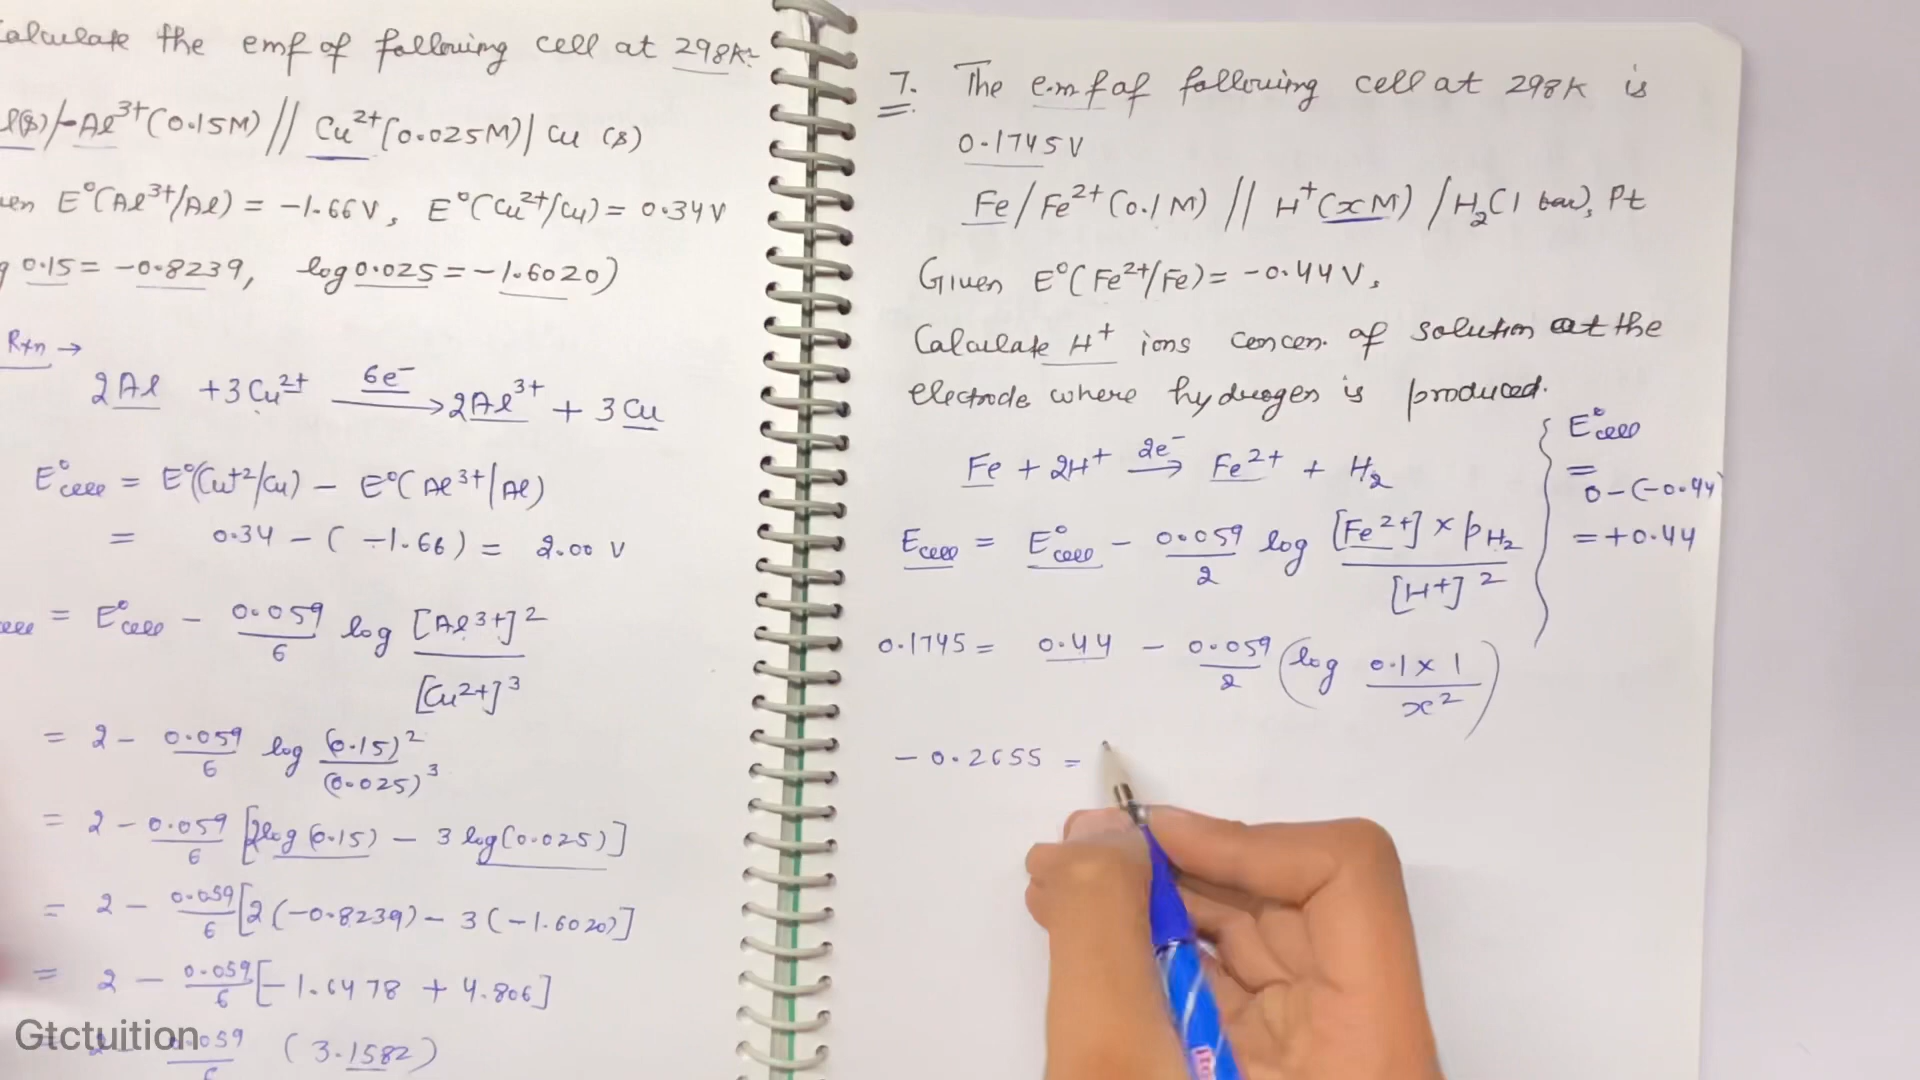 calculate the emf of following cell at 298K:
Al(s)/Al³⁺(0.15M) // Cu²⁺(0.025M) | Cu (s)
E°(Al³⁺/Al) = -1.66V, E°(Cu²⁺/Cu) = 0.34V
0.15 = -0.8239, log 0.025 = -1.6020)
Rxn →
2Al + 3Cu²⁺ 6e⁻ → 2Al³⁺ + 3Cu
E°cell = E°(Cu⁺²/Cu) - E°(Al³⁺/Al)
= 0.34 - (-1.66) = 2.00 V
= E°cell - 0.059/6 log [Al³⁺]²/[Cu²⁺]³
= 2 - 0.059/6 log (0.15)²/(0.025)³
= 2 - 0.059/6 [2log(0.15) - 3 log(0.025)]
= 2 - 0.059/6 [2(-0.8239) - 3(-1.6020)]
= 2 - 0.059/6 [-1.6478 + 4.806]
0.059 (3.1582)
Gtctuition
7. The e.m.f of following cell at 298K is
0.1745V
Fe/Fe²⁺(0.1M) // H⁺(xM) /H₂(1 bar), Pt
Given E°(Fe²⁺/Fe) = -0.44V,
Calculate H⁺ ions concen. of solution at the
electrode where hydrogen is produced.
Fe + 2H⁺ 2e⁻ → Fe²⁺ + H₂
Ecell = E°cell - 0.059/2 log [Fe²⁺] × pH₂/[H⁺]²
0.1745 = 0.44 - 0.059/2 (log 0.1 × 1/x²)
-0.2655 =
E°cell
= 0-(-0.44)
= +0.44